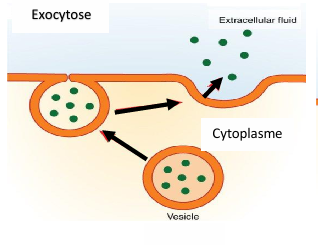 Exocytose
Extracellular fluid
Cytoplasme
Vesicle